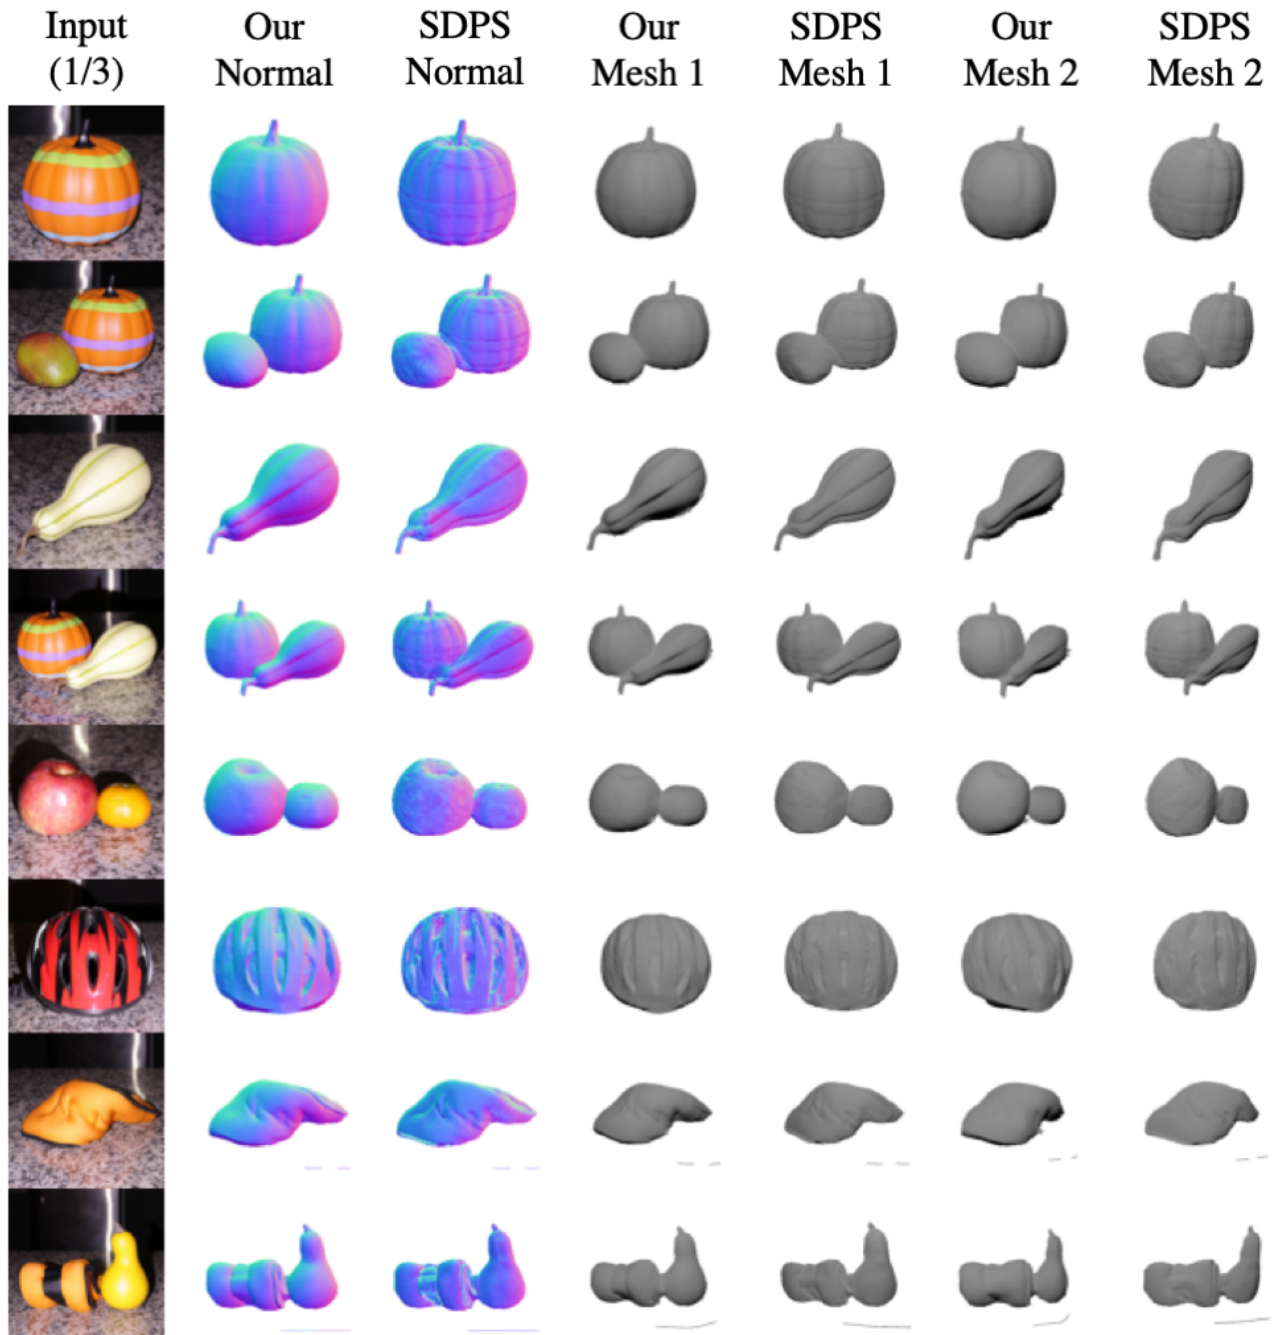 Input
(1/3)
Our
Normal
SDPS
Normal
Our
Mesh 1
SDPS
Mesh 1
Our
Mesh 2
SDPS
Mesh 2